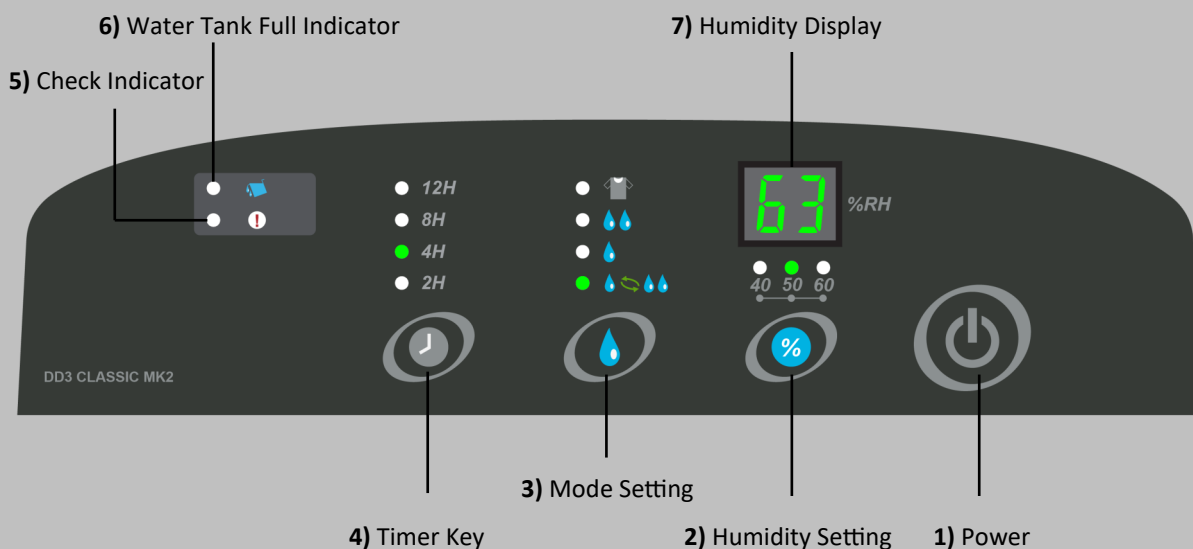 6) Water Tank Full Indicator
7) Humidity Display
5) Check Indicator
12H
8H
4H
2H
63
%RH
40 50 60
%
DD3 CLASSIC MK2
3) Mode Setting
4) Timer Key
2) Humidity Setting
1) Power